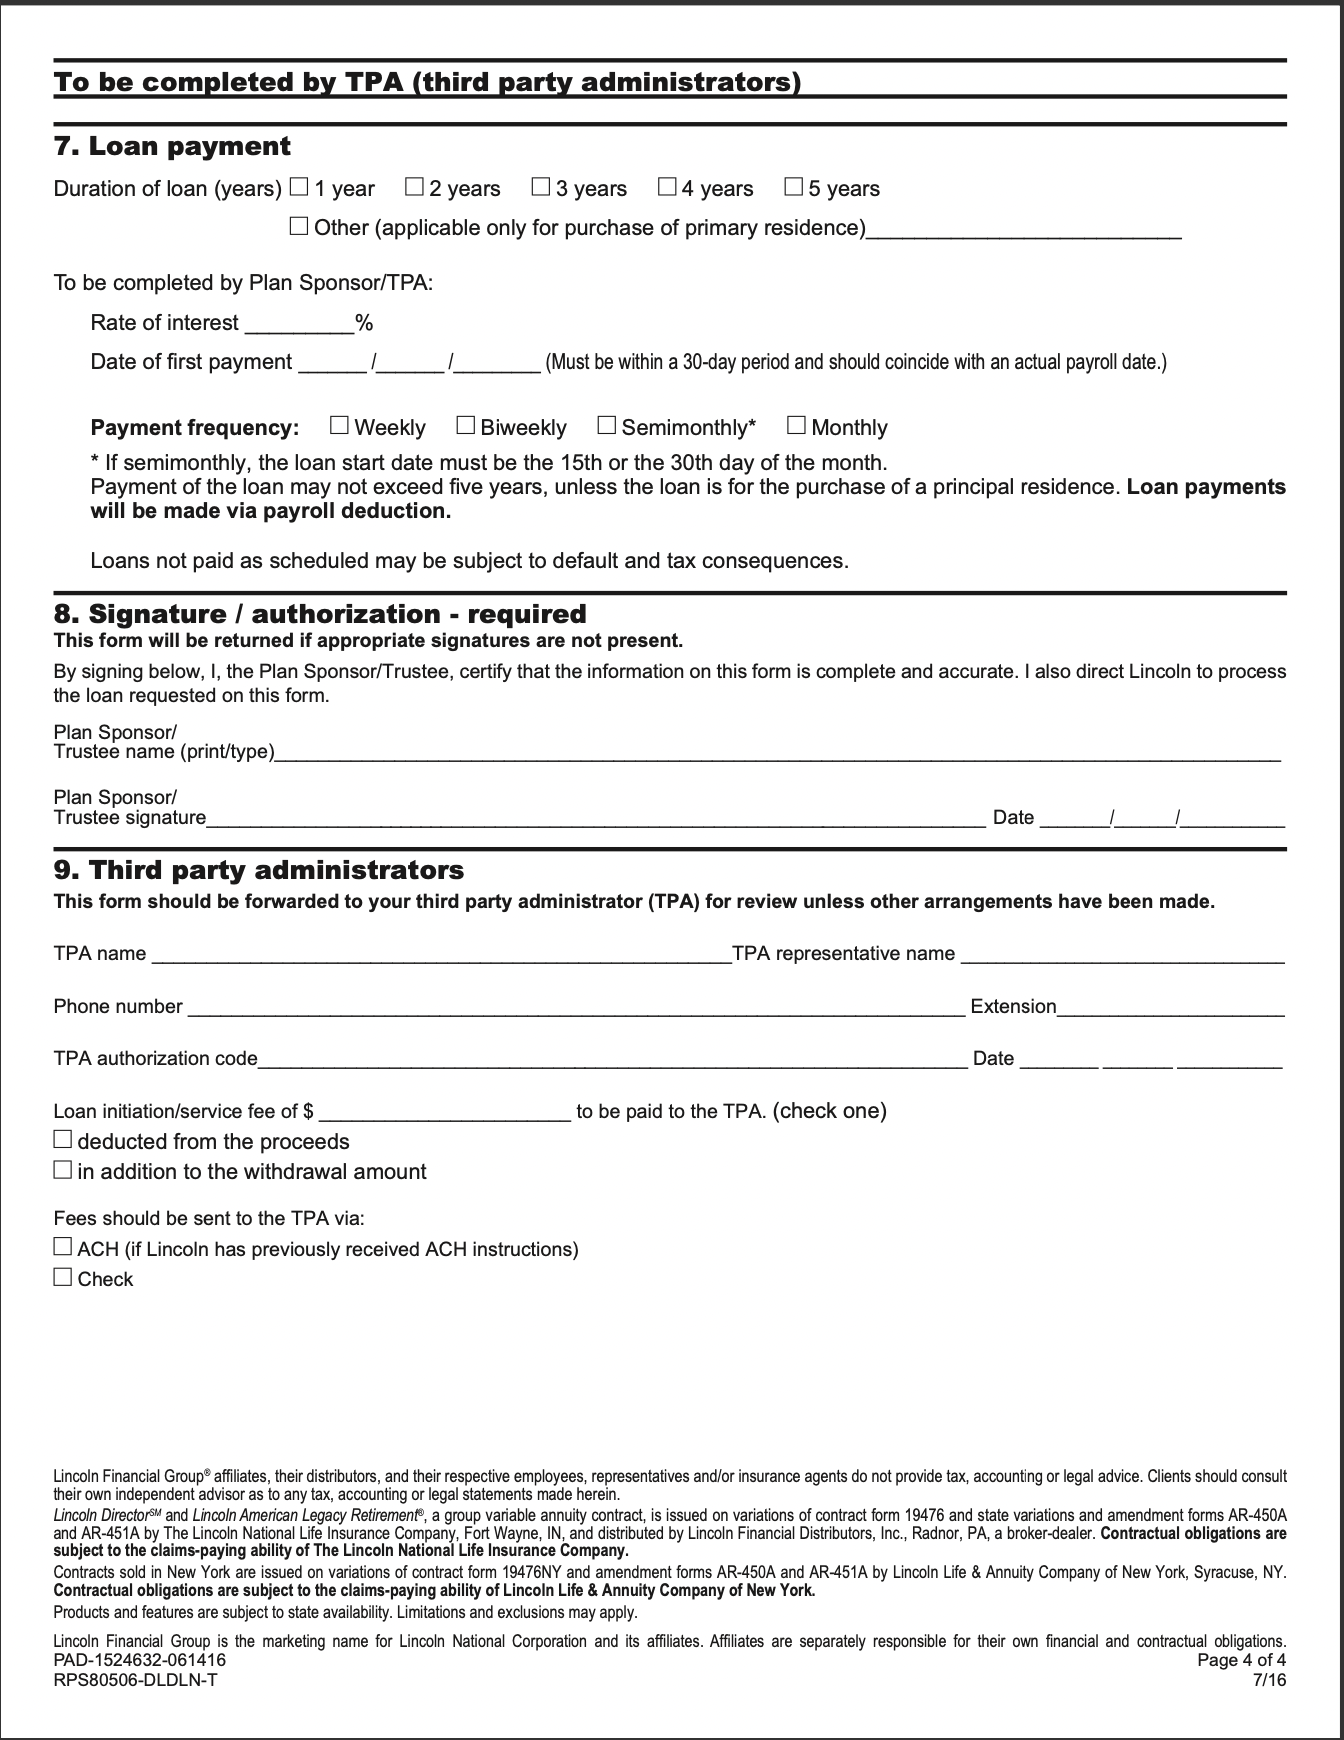 To be completed by TPA (third party administrators)
7. Loan payment
Duration of loan (years) ☐ 1 year ☐ 2 years ☐ 3 years ☐ 4 years ☐ 5 years
☐ Other (applicable only for purchase of primary residence)__________________________
To be completed by Plan Sponsor/TPA:
Rate of interest _________%
Date of first payment ______ /______ /________ (Must be within a 30-day period and should coincide with an actual payroll date.)
Payment frequency: ☐ Weekly ☐ Biweekly ☐ Semimonthly* ☐ Monthly
* If semimonthly, the loan start date must be the 15th or the 30th day of the month.
Payment of the loan may not exceed five years, unless the loan is for the purchase of a principal residence. Loan payments
will be made via payroll deduction.
Loans not paid as scheduled may be subject to default and tax consequences.
8. Signature / authorization - required
This form will be returned if appropriate signatures are not present.
By signing below, I, the Plan Sponsor/Trustee, certify that the information on this form is complete and accurate. I also direct Lincoln to process
the loan requested on this form.
Plan Sponsor/
Trustee name (print/type)____________________
Plan Sponsor/
Trustee signature____________________ Date ______/______/_________
9. Third party administrators
This form should be forwarded to your third party administrator (TPA) for review unless other arrangements have been made.
TPA name ____________________TPA representative name ____________________
Phone number ____________________ Extension____________________
TPA authorization code____________________ Date _______ ______ _________
Loan initiation/service fee of $ ____________________ to be paid to the TPA. (check one)
☐ deducted from the proceeds
☐ in addition to the withdrawal amount
Fees should be sent to the TPA via:
☐ ACH (if Lincoln has previously received ACH instructions)
☐ Check
Lincoln Financial Group® affiliates, their distributors, and their respective employees, representatives and/or insurance agents do not provide tax, accounting or legal advice. Clients should consult
their own independent advisor as to any tax, accounting or legal statements made herein.
Lincoln Director℠ and Lincoln American Legacy Retirement®, a group variable annuity contract, is issued on variations of contract form 19476 and state variations and amendment forms AR-450A
and AR-451A by The Lincoln National Life Insurance Company, Fort Wayne, IN, and distributed by Lincoln Financial Distributors, Inc., Radnor, PA, a broker-dealer. Contractual obligations are
subject to the claims-paying ability of The Lincoln National Life Insurance Company.
Contracts sold in New York are issued on variations of contract form 19476NY and amendment forms AR-450A and AR-451A by Lincoln Life & Annuity Company of New York, Syracuse, NY.
Contractual obligations are subject to the claims-paying ability of Lincoln Life & Annuity Company of New York.
Products and features are subject to state availability. Limitations and exclusions may apply.
Lincoln Financial Group is the marketing name for Lincoln National Corporation and its affiliates. Affiliates are separately responsible for their own financial and contractual obligations.
PAD-1524632-061416 Page 4 of 4
RPS80506-DLDLN-T 7/16